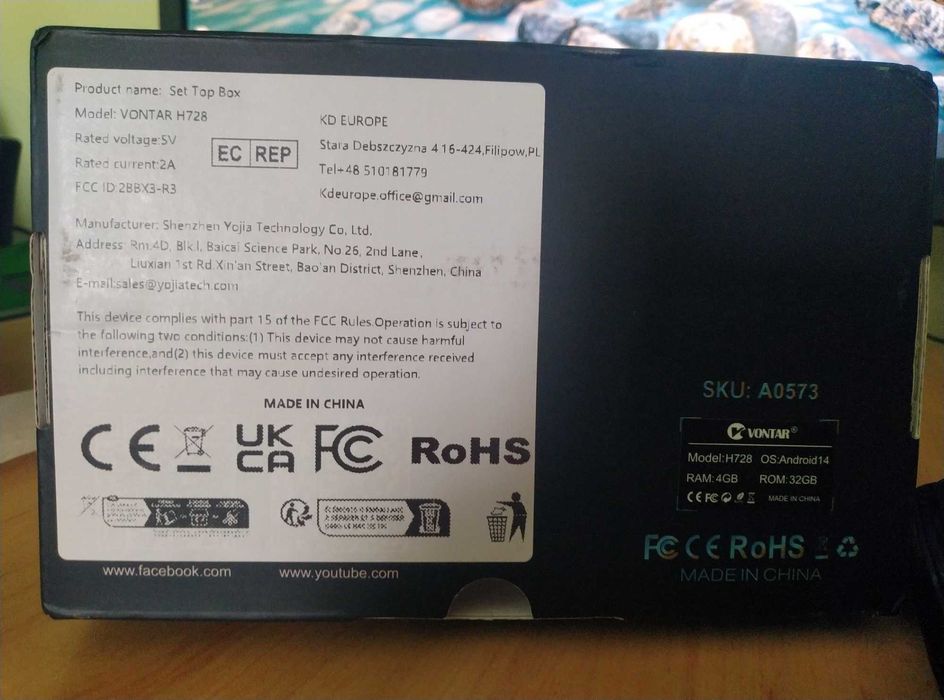 Product name: Set Top Box
Model: VONTAR H728
Rated voltage:5V
Rated current:2A
FCC ID:2BBX3-R3
EC REP
KD EUROPE
Stara Debszczyzna 4 16-424,Filipow,PL
Tel+48 510181779
Kdeurope.office@gmail.com
Manufacturer: Shenzhen Yojia Technology Co, Ltd.
Address: Rm.4D, Blk.I, Baicai Science Park, No 26, 2nd Lane,
Liuxian 1st Rd Xin'an Street, Bao'an District, Shenzhen, China
E-mail:sales@yojiatech.com
This device complies with part 15 of the FCC Rules.Operation is subject to
the following two conditions:(1) This device may not cause harmful
interference,and(2) this device must accept any interference received
including interference that may cause undesired operation.
MADE IN CHINA
CE UK CA FC RoHS
www.facebook.com
www.youtube.com
SKU: A0573
VONTAR®
Model:H728 OS:Android14
RAM:4GB ROM:32GB
CE FC MADE IN CHINA
FC CE RoHS
MADE IN CHINA